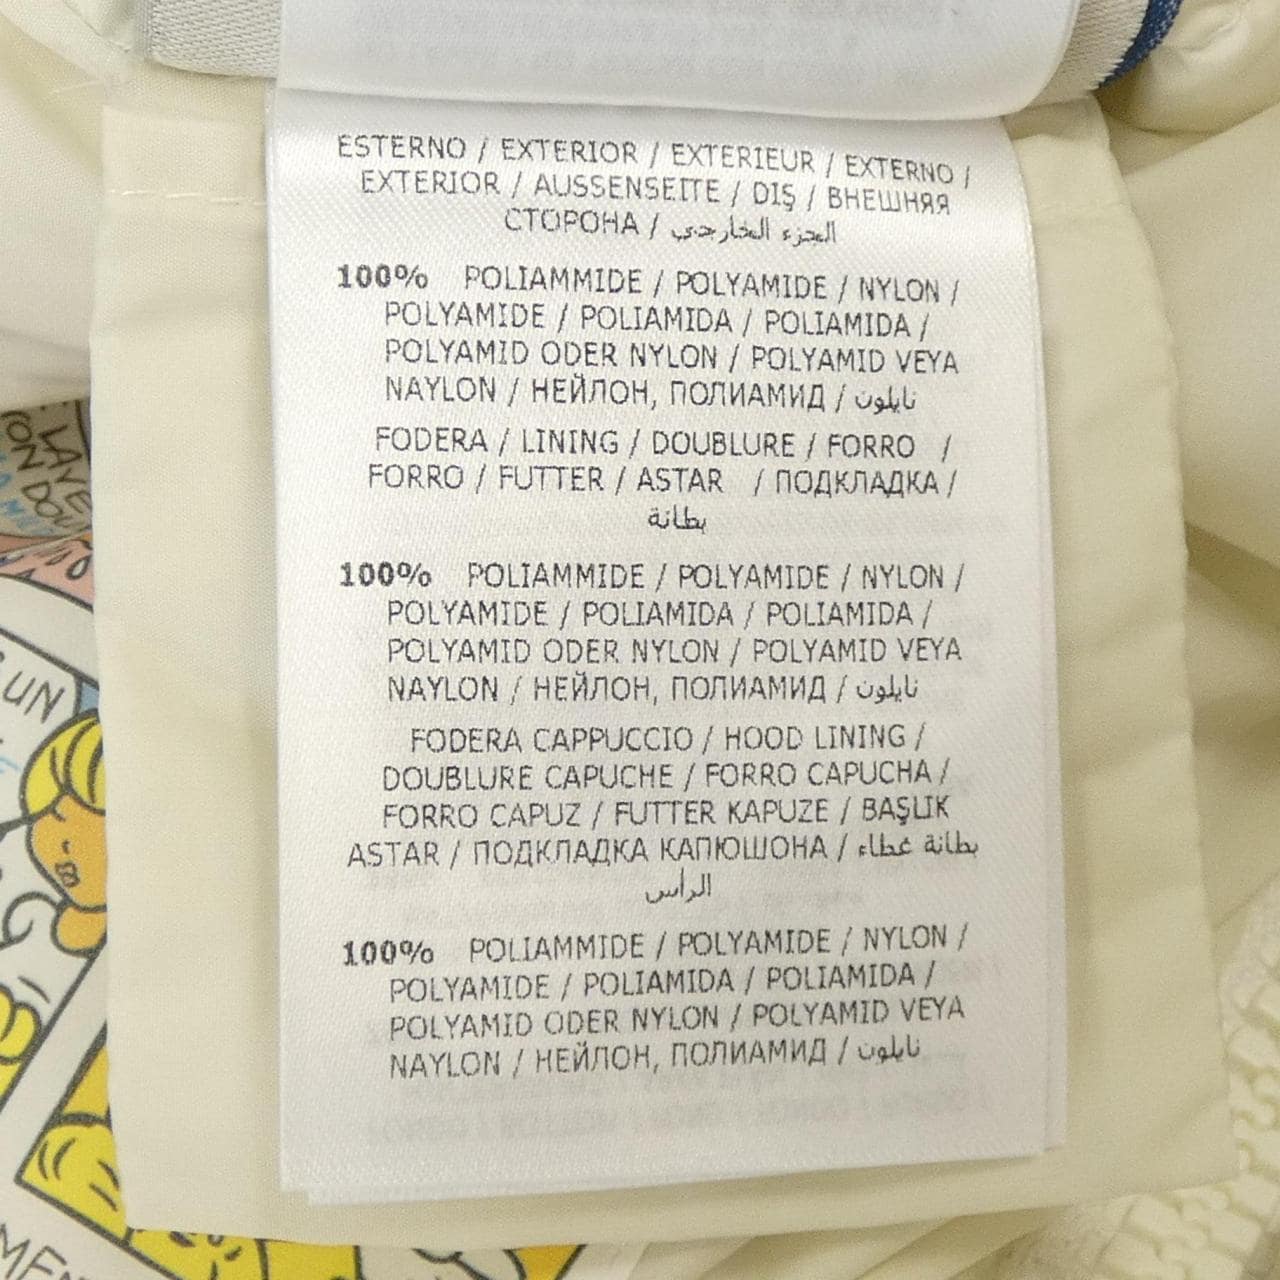 ESTERNO / EXTERIOR / EXTERIEUR / EXTERNO /
EXTERIOR / AUSSENSEITE / DIŞ / ВНЕШНЯЯ
СТОРОНА / الجزء الخارجي
100% POLIAMMIDE / POLYAMIDE / NYLON /
POLYAMIDE / POLIAMIDA / POLIAMIDA /
POLYAMID ODER NYLON / POLYAMID VEYA
NAYLON / НЕЙЛОН, ПОЛИАМИД / نايلون
FODERA / LINING / DOUBLURE / FORRO /
FORRO / FUTTER / ASTAR / ПОДКЛАДКА /
بطانة
100% POLIAMMIDE / POLYAMIDE / NYLON /
POLYAMIDE / POLIAMIDA / POLIAMIDA /
POLYAMID ODER NYLON / POLYAMID VEYA
NAYLON / НЕЙЛОН, ПОЛИАМИД / نايلون
FODERA CAPPUCCIO / HOOD LINING /
DOUBLURE CAPUCHE / FORRO CAPUCHA /
FORRO CAPUZ / FUTTER KAPUZE / BAŞLIK
ASTAR / ПОДКЛАДКА КАПЮШОНА / بطانة غطاء
الرأس
100% POLIAMMIDE / POLYAMIDE / NYLON /
POLYAMIDE / POLIAMIDA / POLIAMIDA /
POLYAMID ODER NYLON / POLYAMID VEYA
NAYLON / НЕЙЛОН, ПОЛИАМИД / نايلون
UN